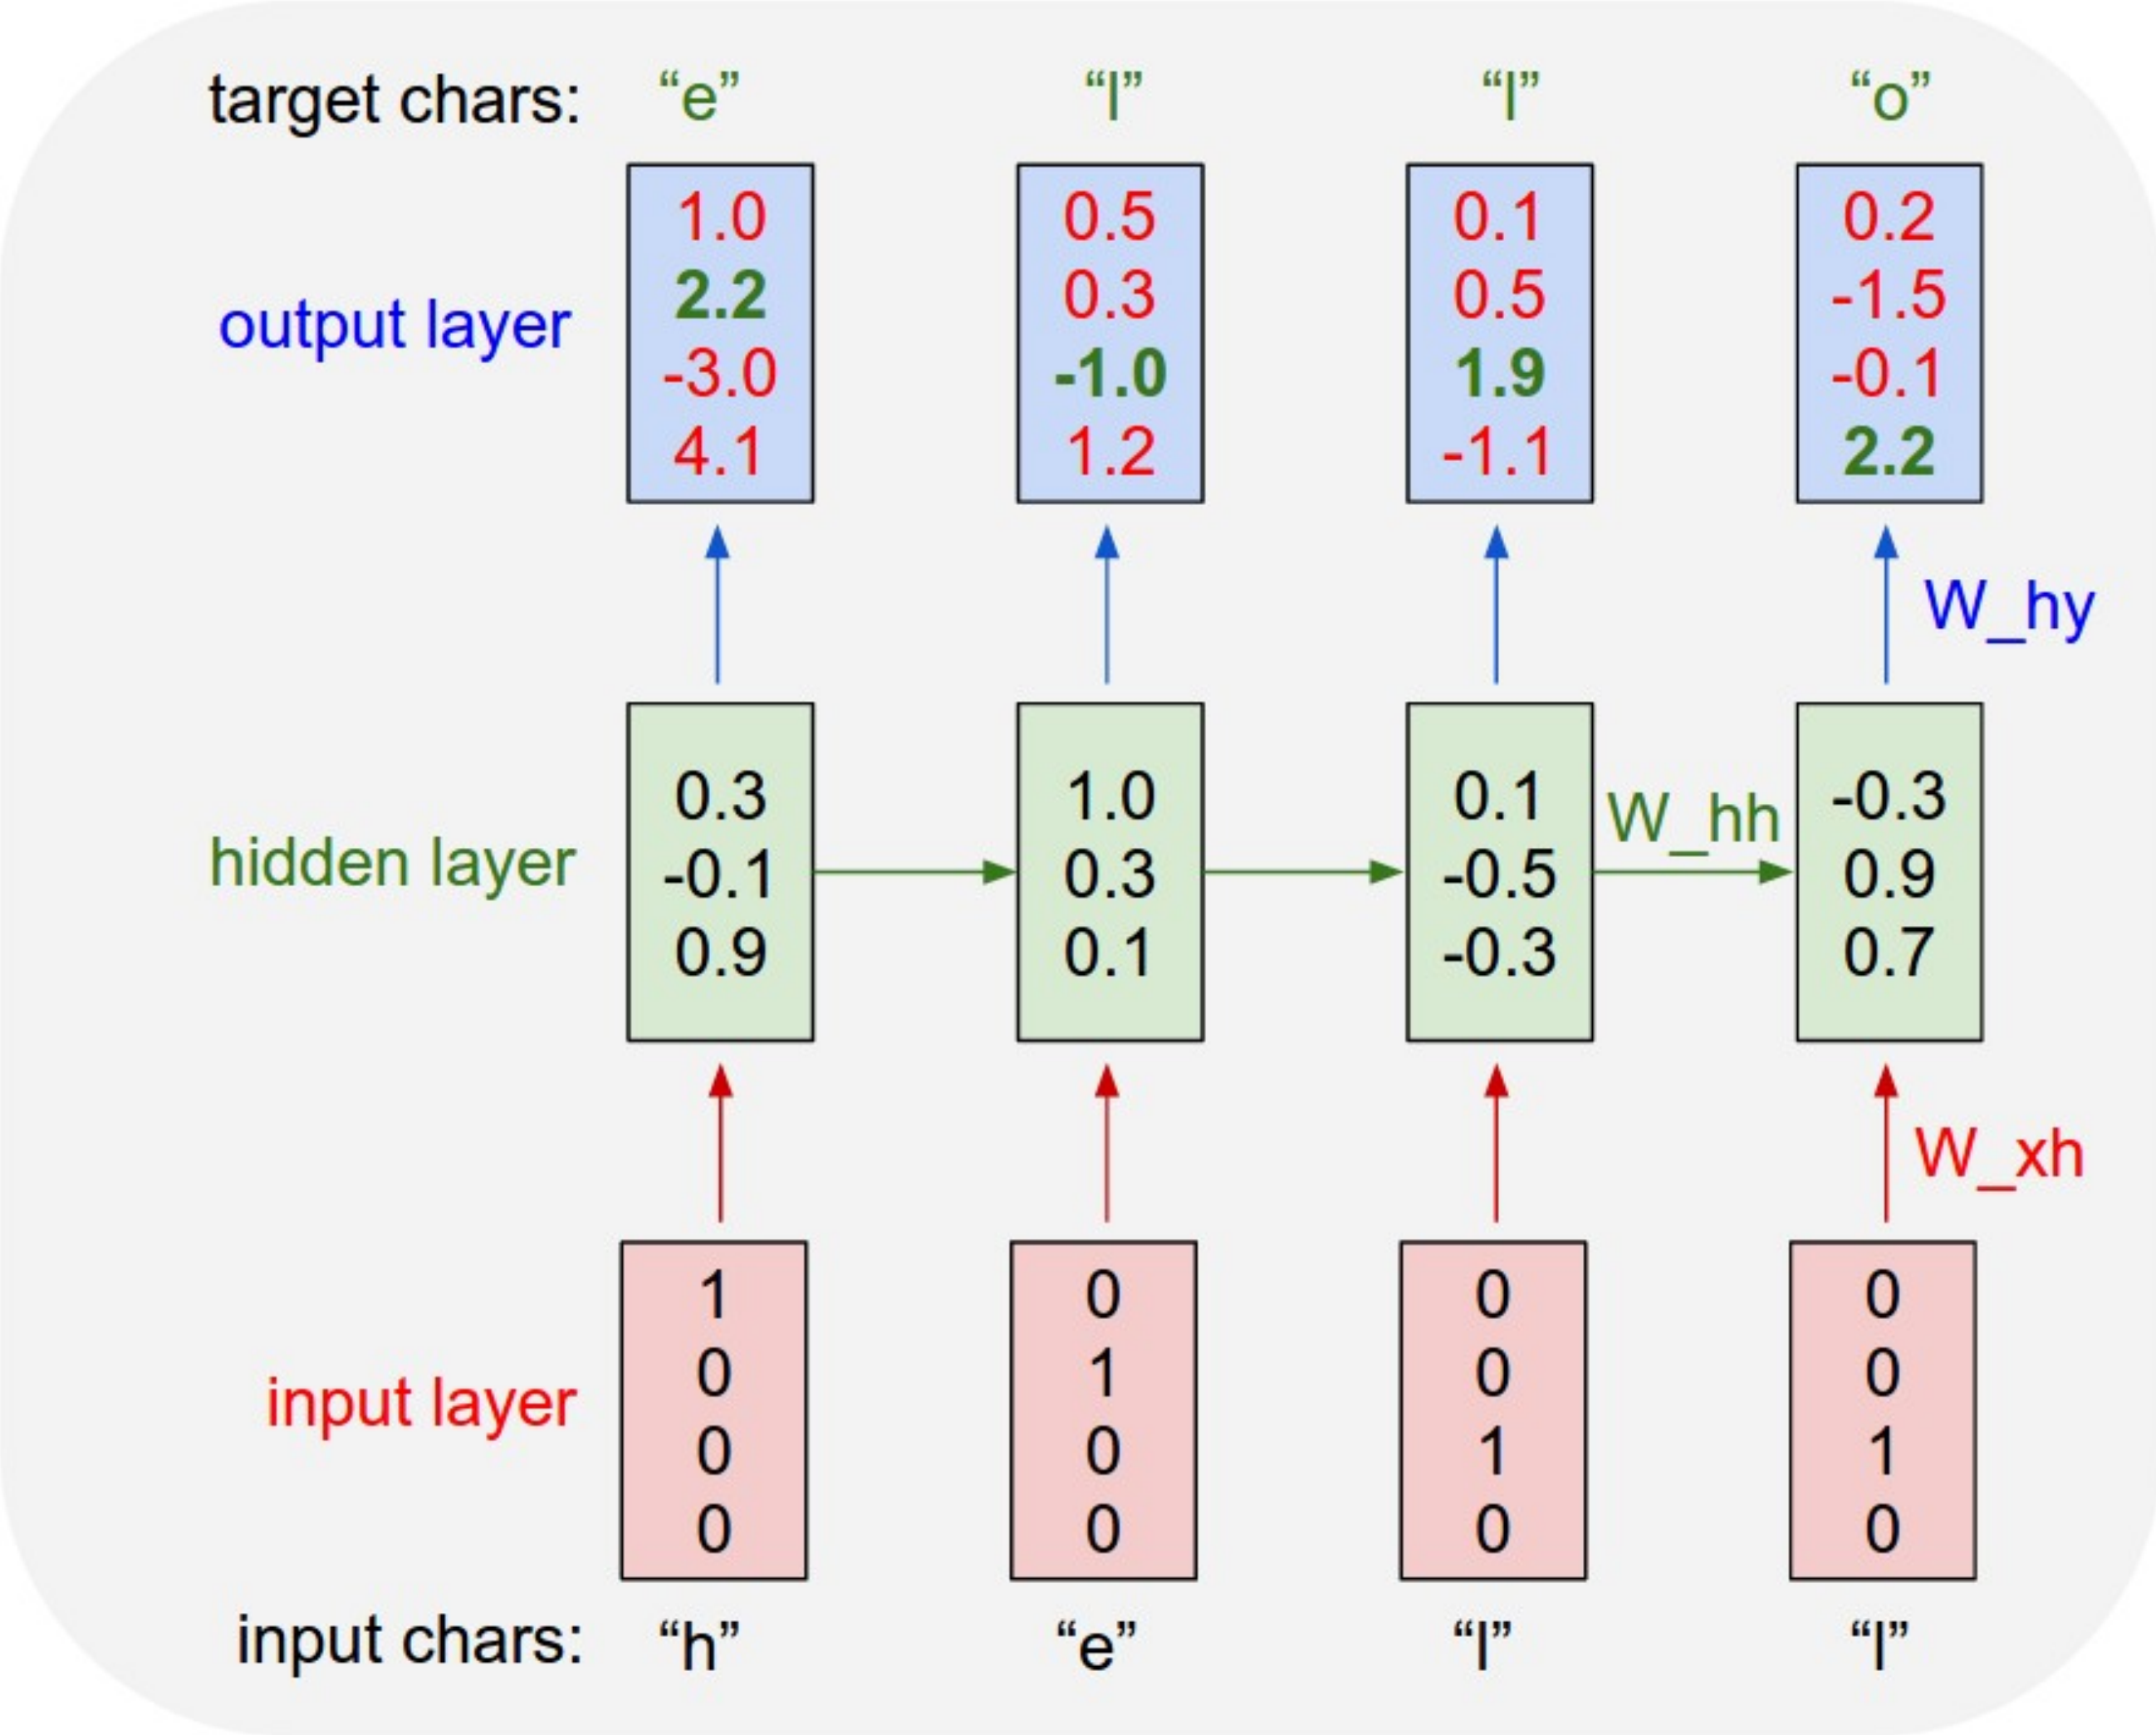 target chars: “e” “l” “l” “o”
1.0 0.5 0.1 0.2
2.2 0.3 0.5 -1.5
output layer
-3.0 -1.0 1.9 -0.1
4.1 1.2 -1.1 2.2
W_hy
0.3 1.0 0.1 -0.3
W_hh
hidden layer -0.1 0.3 -0.5 0.9
0.9 0.1 -0.3 0.7
W_xh
1 0 0 0
0 1 0 0
input layer
0 0 1 1
0 0 0 0
input chars: “h” “e” “l” “l”